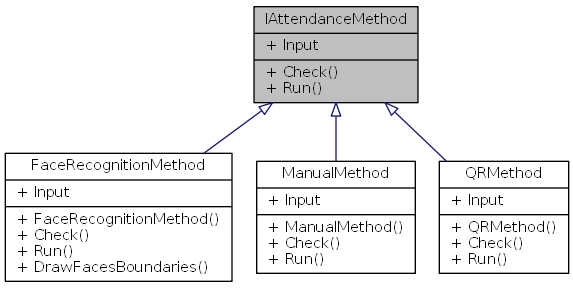 IAttendanceMethod
+ Input
+ Check()
+ Run()
FaceRecognitionMethod
+ Input
+ FaceRecognitionMethod()
+ Check()
+ Run()
+ DrawFacesBoundaries()
ManualMethod
+ Input
+ ManualMethod()
+ Check()
+ Run()
QRMethod
+ Input
+ QRMethod()
+ Check()
+ Run()